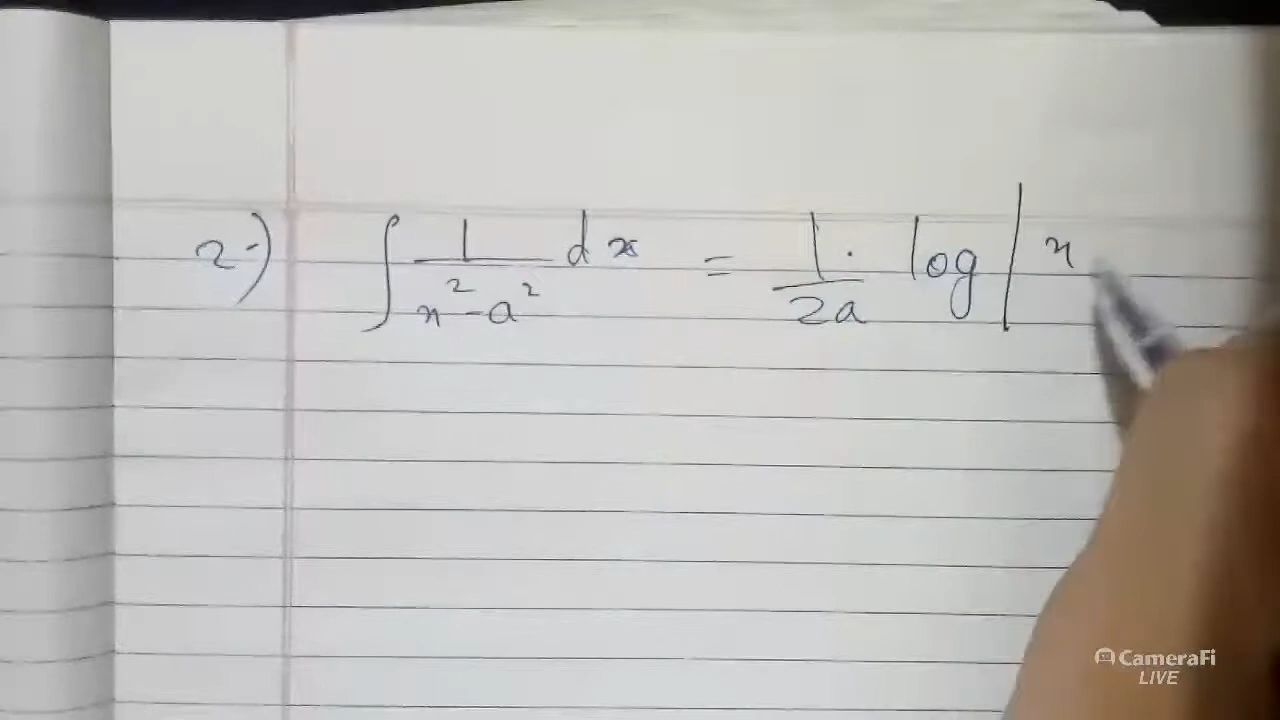 2.) ∫ 1/(x²-a²) dx = 1/2a . log | x
CameraFi
LIVE